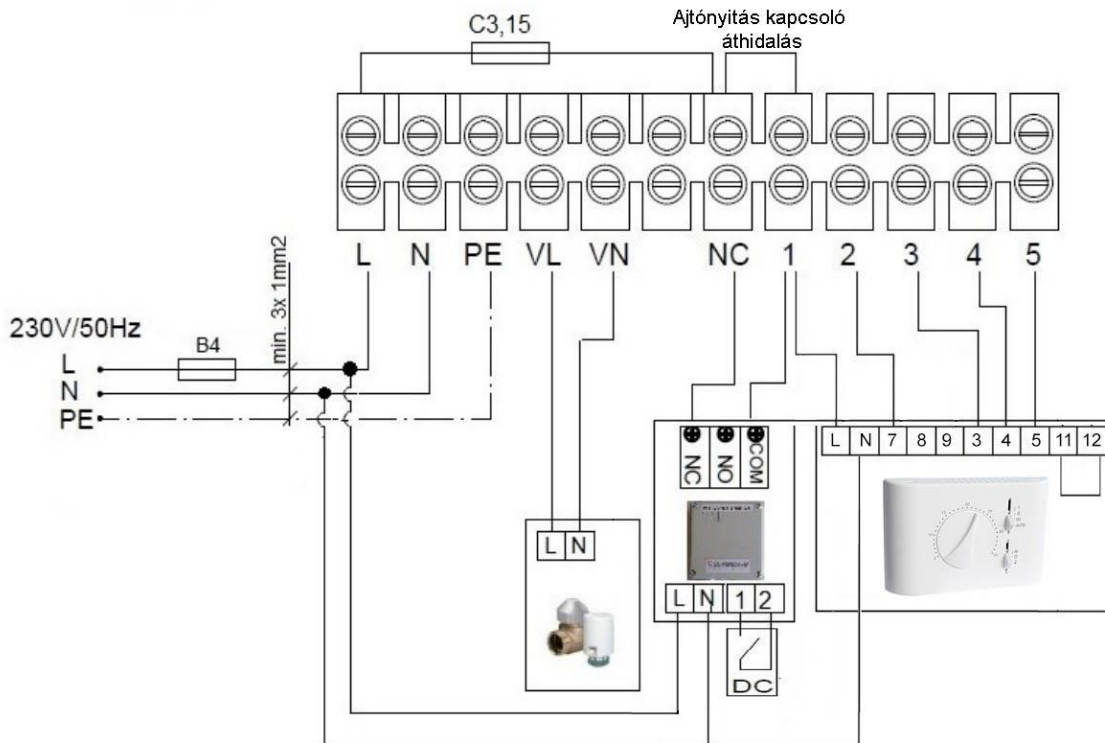 C3,15
Ajtónyitás kapcsoló
áthidalás
L N PE VL VN NC 1 2 3 4 5
230V/50Hz
L
N
PE
B4
min. 3x 1mm2
NC NO COM
L N 7 8 9 3 4 5 11 12
L N
L N 1 2
DC